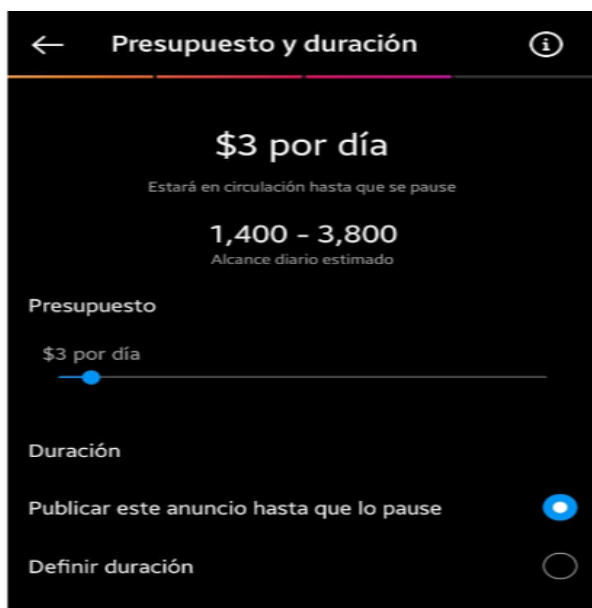 Presupuesto y duración
$3 por día
Estará en circulación hasta que se pause
1,400 – 3,800
Alcance diario estimado
Presupuesto
$3 por día
Duración
Publicar este anuncio hasta que lo pause
Definir duración